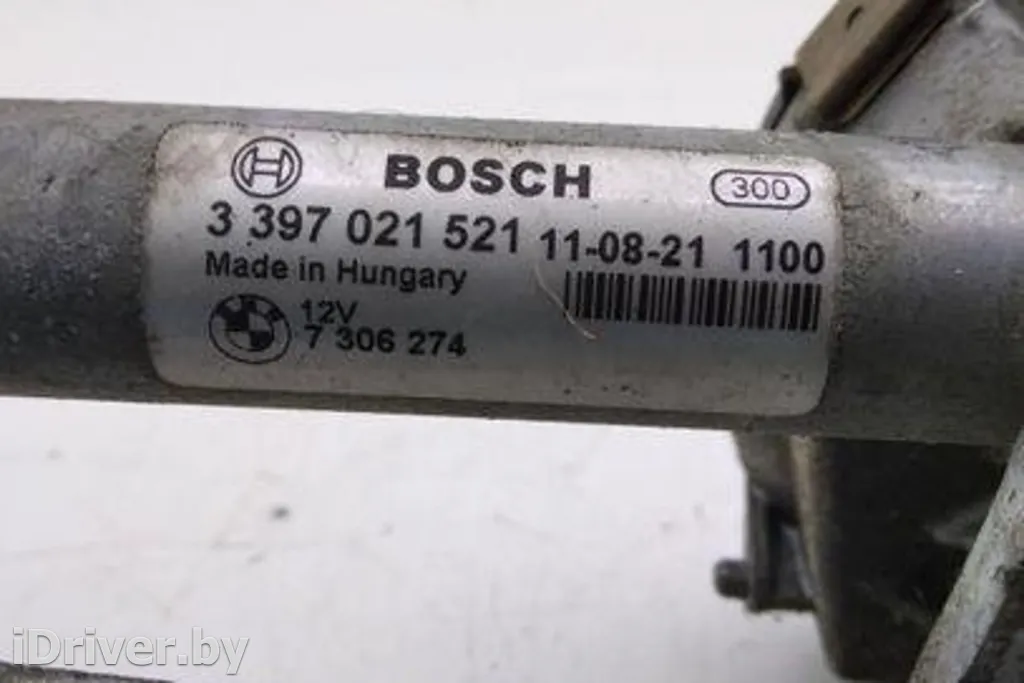 BOSCH 300
3 397 021 521 11-08-21 1100
Made in Hungary
12V
7 306 274
iDriver.by